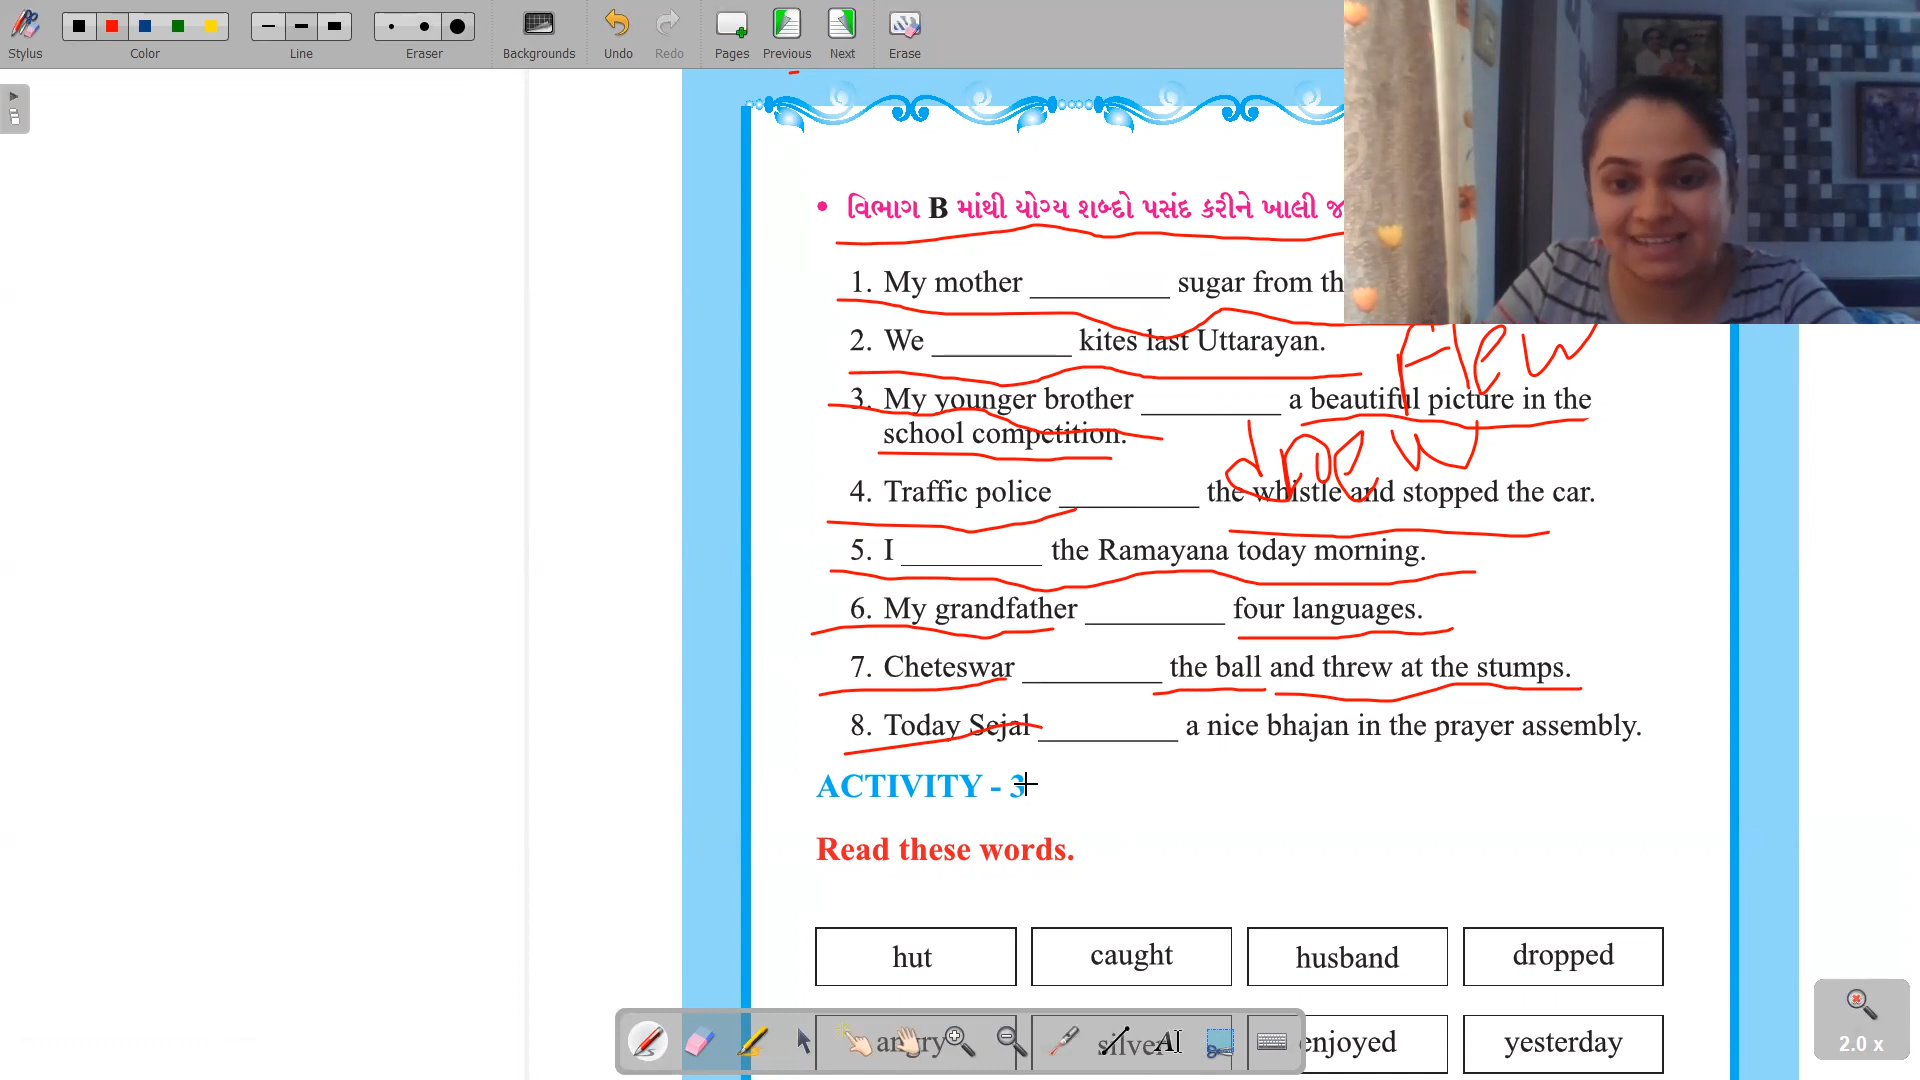 Stylus
Color
Line
Eraser
Backgrounds
Undo
Redo
Pages
Previous
Next
Erase
• વિભાગ B માંથી યોગ્ય શબ્દો પસંદ કરીને ખાલી
1. My mother _________ sugar from th
2. We _________ kites last Uttarayan.
flew
3. My younger brother _________ a beautiful picture in the
school competition.
drew
4. Traffic police _________ the whistle and stopped the car.
5. I _________ the Ramayana today morning.
6. My grandfather _________ four languages.
7. Cheteswar _________ the ball and threw at the stumps.
8. Today Sejal _________ a nice bhajan in the prayer assembly.
ACTIVITY - 3
Read these words.
hut caught husband dropped
angry silver enjoyed yesterday
2.0 x